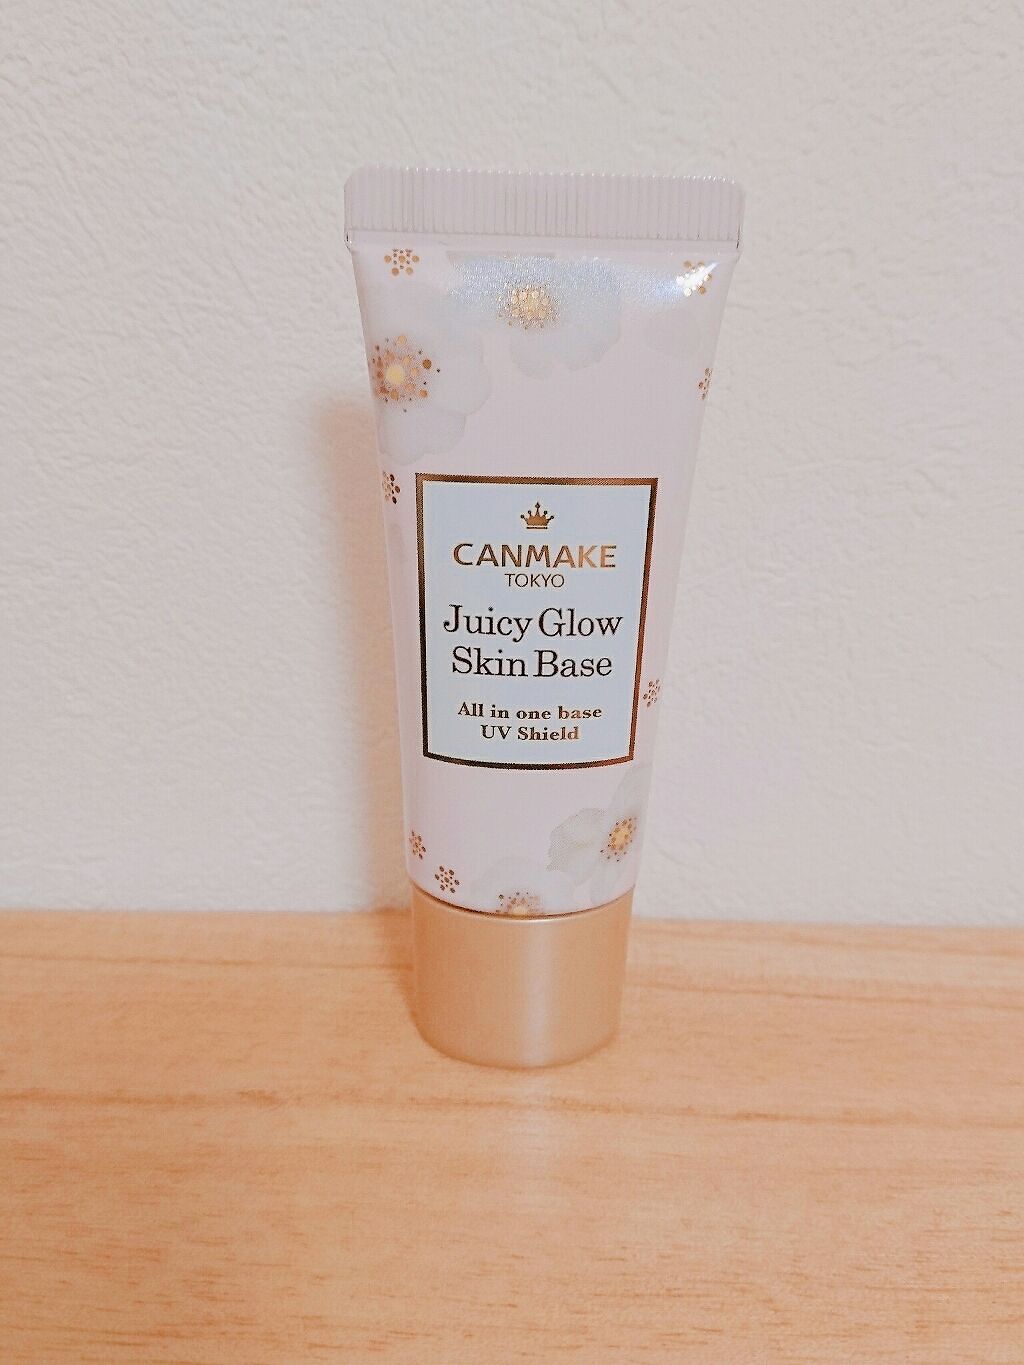 CANMAKE
TOKYO
Juicy Glow
Skin Base
All in one base
UV Shield